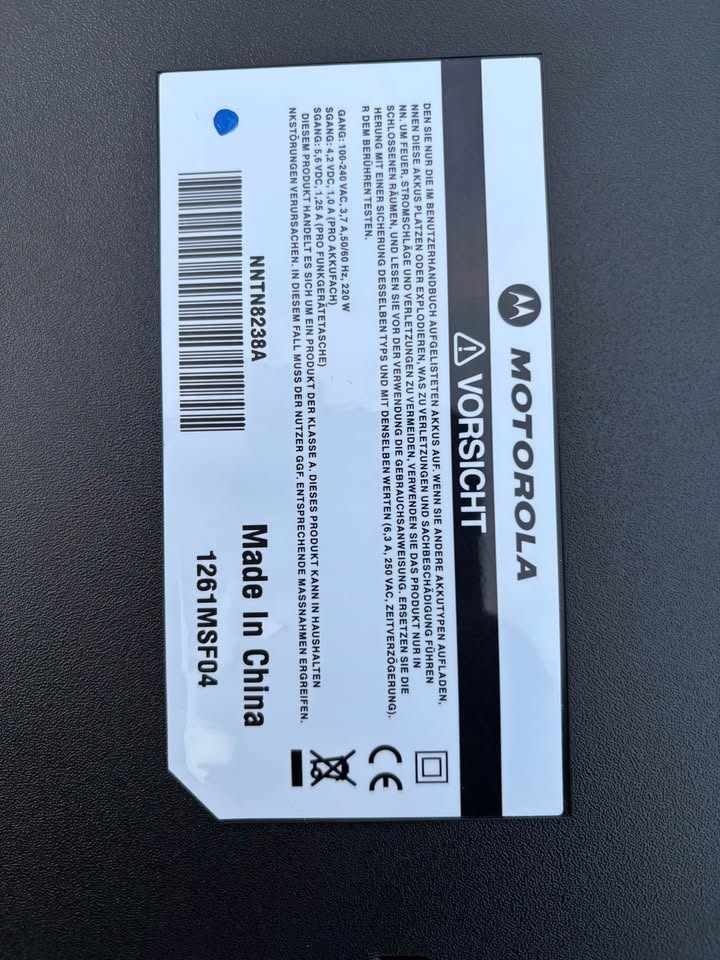 MOTOROLA
VORSICHT
DEN SIE NUR DIE IM BENUTZERHANDBUCH AUFGELISTETEN AKKUS AUF. WENN SIE ANDERE AKKUTYPEN AUFLADEN,
NNEN DIESE AKKUS PLATZEN ODER EXPLODIEREN, WAS ZU VERLETZUNGEN UND SACHBESCHÄDIGUNG FÜHREN
NN. UM FEUER, STROMSCHLÄGE UND VERLETZUNGEN ZU VERMEIDEN, VERWENDEN SIE DAS PRODUKT NUR IN
SCHLOSSENEN RÄUMEN, UND LESEN SIE VOR DER VERWENDUNG DIE GEBRAUCHSANWEISUNG. ERSETZEN SIE DIE
HERUNG MIT EINER SICHERUNG DESSELBEN TYPS UND MIT DENSELBEN WERTEN (6,3 A, 250 VAC, ZEITVERZÖGERUNG).
R DEM BERÜHREN TESTEN.
GANG: 100-240 VAC, 3,7 A, 50/60 Hz, 220 W
SGANG: 4,2 VDC, 1,0 A (PRO AKKUFACH)
SGANG: 5,6 VDC, 1,25 A (PRO FUNKGERÄTETASCHE)
DIESEM PRODUKT HANDELT ES SICH UM EIN PRODUKT DER KLASSE A. DIESES PRODUKT KANN IN HAUSHALTEN
NKSTÖRUNGEN VERURSACHEN. IN DIESEM FALL MUSS DER NUTZER GGF. ENTSPRECHENDE MASSNAHMEN ERGREIFEN.
CE
NNTN8238A
Made In China
1261MSF04